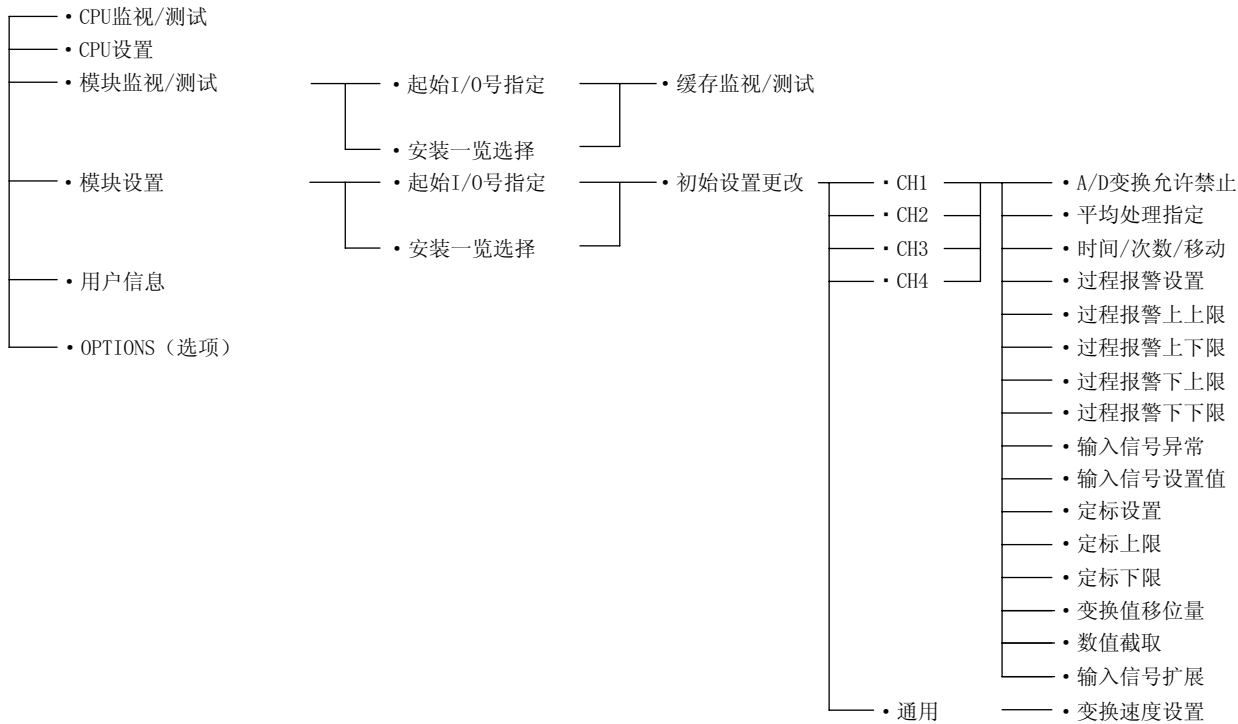 • CPU监视/测试
• CPU设置
• 模块监视/测试 • 起始I/O号指定 • 缓存监视/测试
• 安装一览选择
• 模块设置 • 起始I/O号指定 • 初始设置更改 • CH1 • A/D变换允许禁止
• CH2 • 平均处理指定
• 安装一览选择 • CH3 • 时间/次数/移动
• 用户信息 • CH4 • 过程报警设置
• 过程报警上上限
• OPTIONS（选项） • 过程报警上下限
• 过程报警下上限
• 过程报警下下限
• 输入信号异常
• 输入信号设置值
• 定标设置
• 定标上限
• 定标下限
• 变换值移位量
• 数值截取
• 输入信号扩展
• 通用 • 变换速度设置